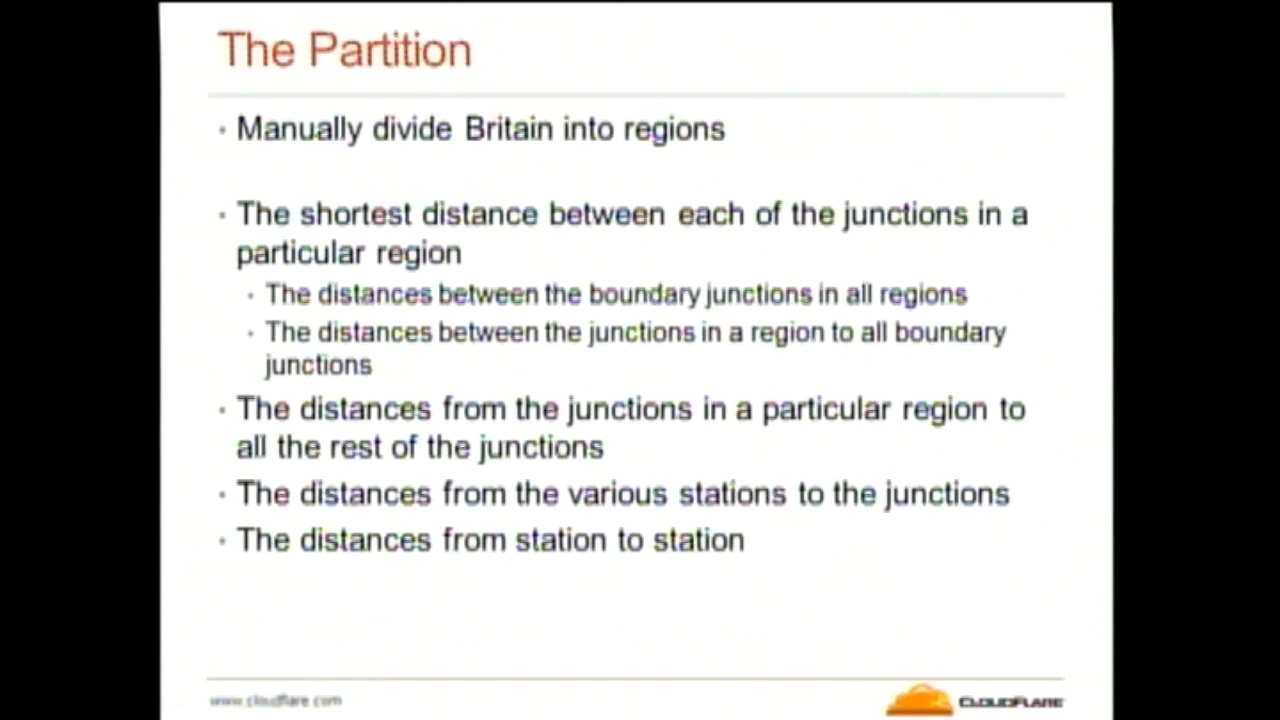 The Partition
• Manually divide Britain into regions
• The shortest distance between each of the junctions in a
particular region
• The distances between the boundary junctions in all regions
• The distances between the junctions in a region to all boundary
junctions
• The distances from the junctions in a particular region to
all the rest of the junctions
• The distances from the various stations to the junctions
• The distances from station to station
www.cloudflare.com
CLOUDFLARE